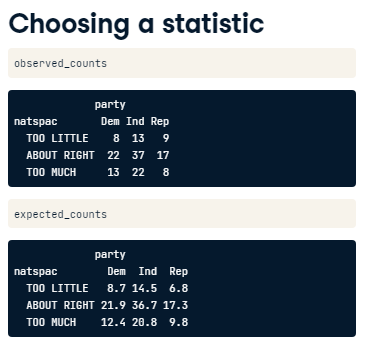 Choosing a statistic
observed_counts
party
natspac Dem Ind Rep
TOO LITTLE 8 13 9
ABOUT RIGHT 22 37 17
TOO MUCH 13 22 8
expected_counts
party
natspac Dem Ind Rep
TOO LITTLE 8.7 14.5 6.8
ABOUT RIGHT 21.9 36.7 17.3
TOO MUCH 12.4 20.8 9.8